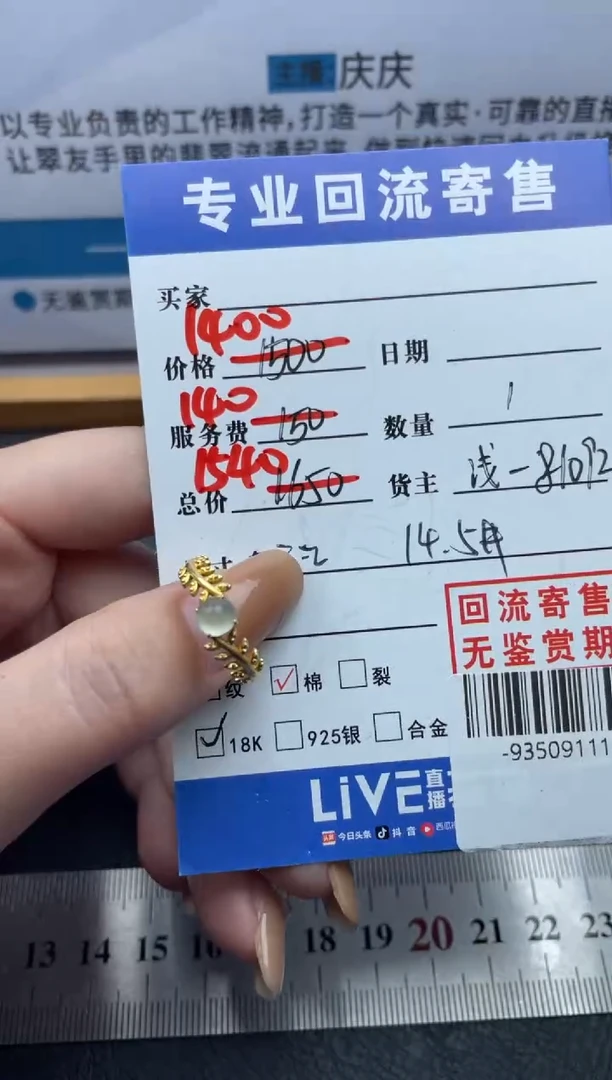 主播:庆庆
以专业负责的工作精神,打造一个真实·可靠的直播
让翠友手里的翡翠流通起来
无鉴赏期
专业回流寄售
买家
1400
价格 1500 日期
140
服务费 150 数量 1
1540
总价 1650 货主 浅一
14.5#
回流寄售
无鉴赏期
纹 ✓棉 裂
✓18K 925银 合金
-93509111
LiVE 直播
今日头条 抖音 西瓜
13 14 15 16 18 19 20 21 22 23